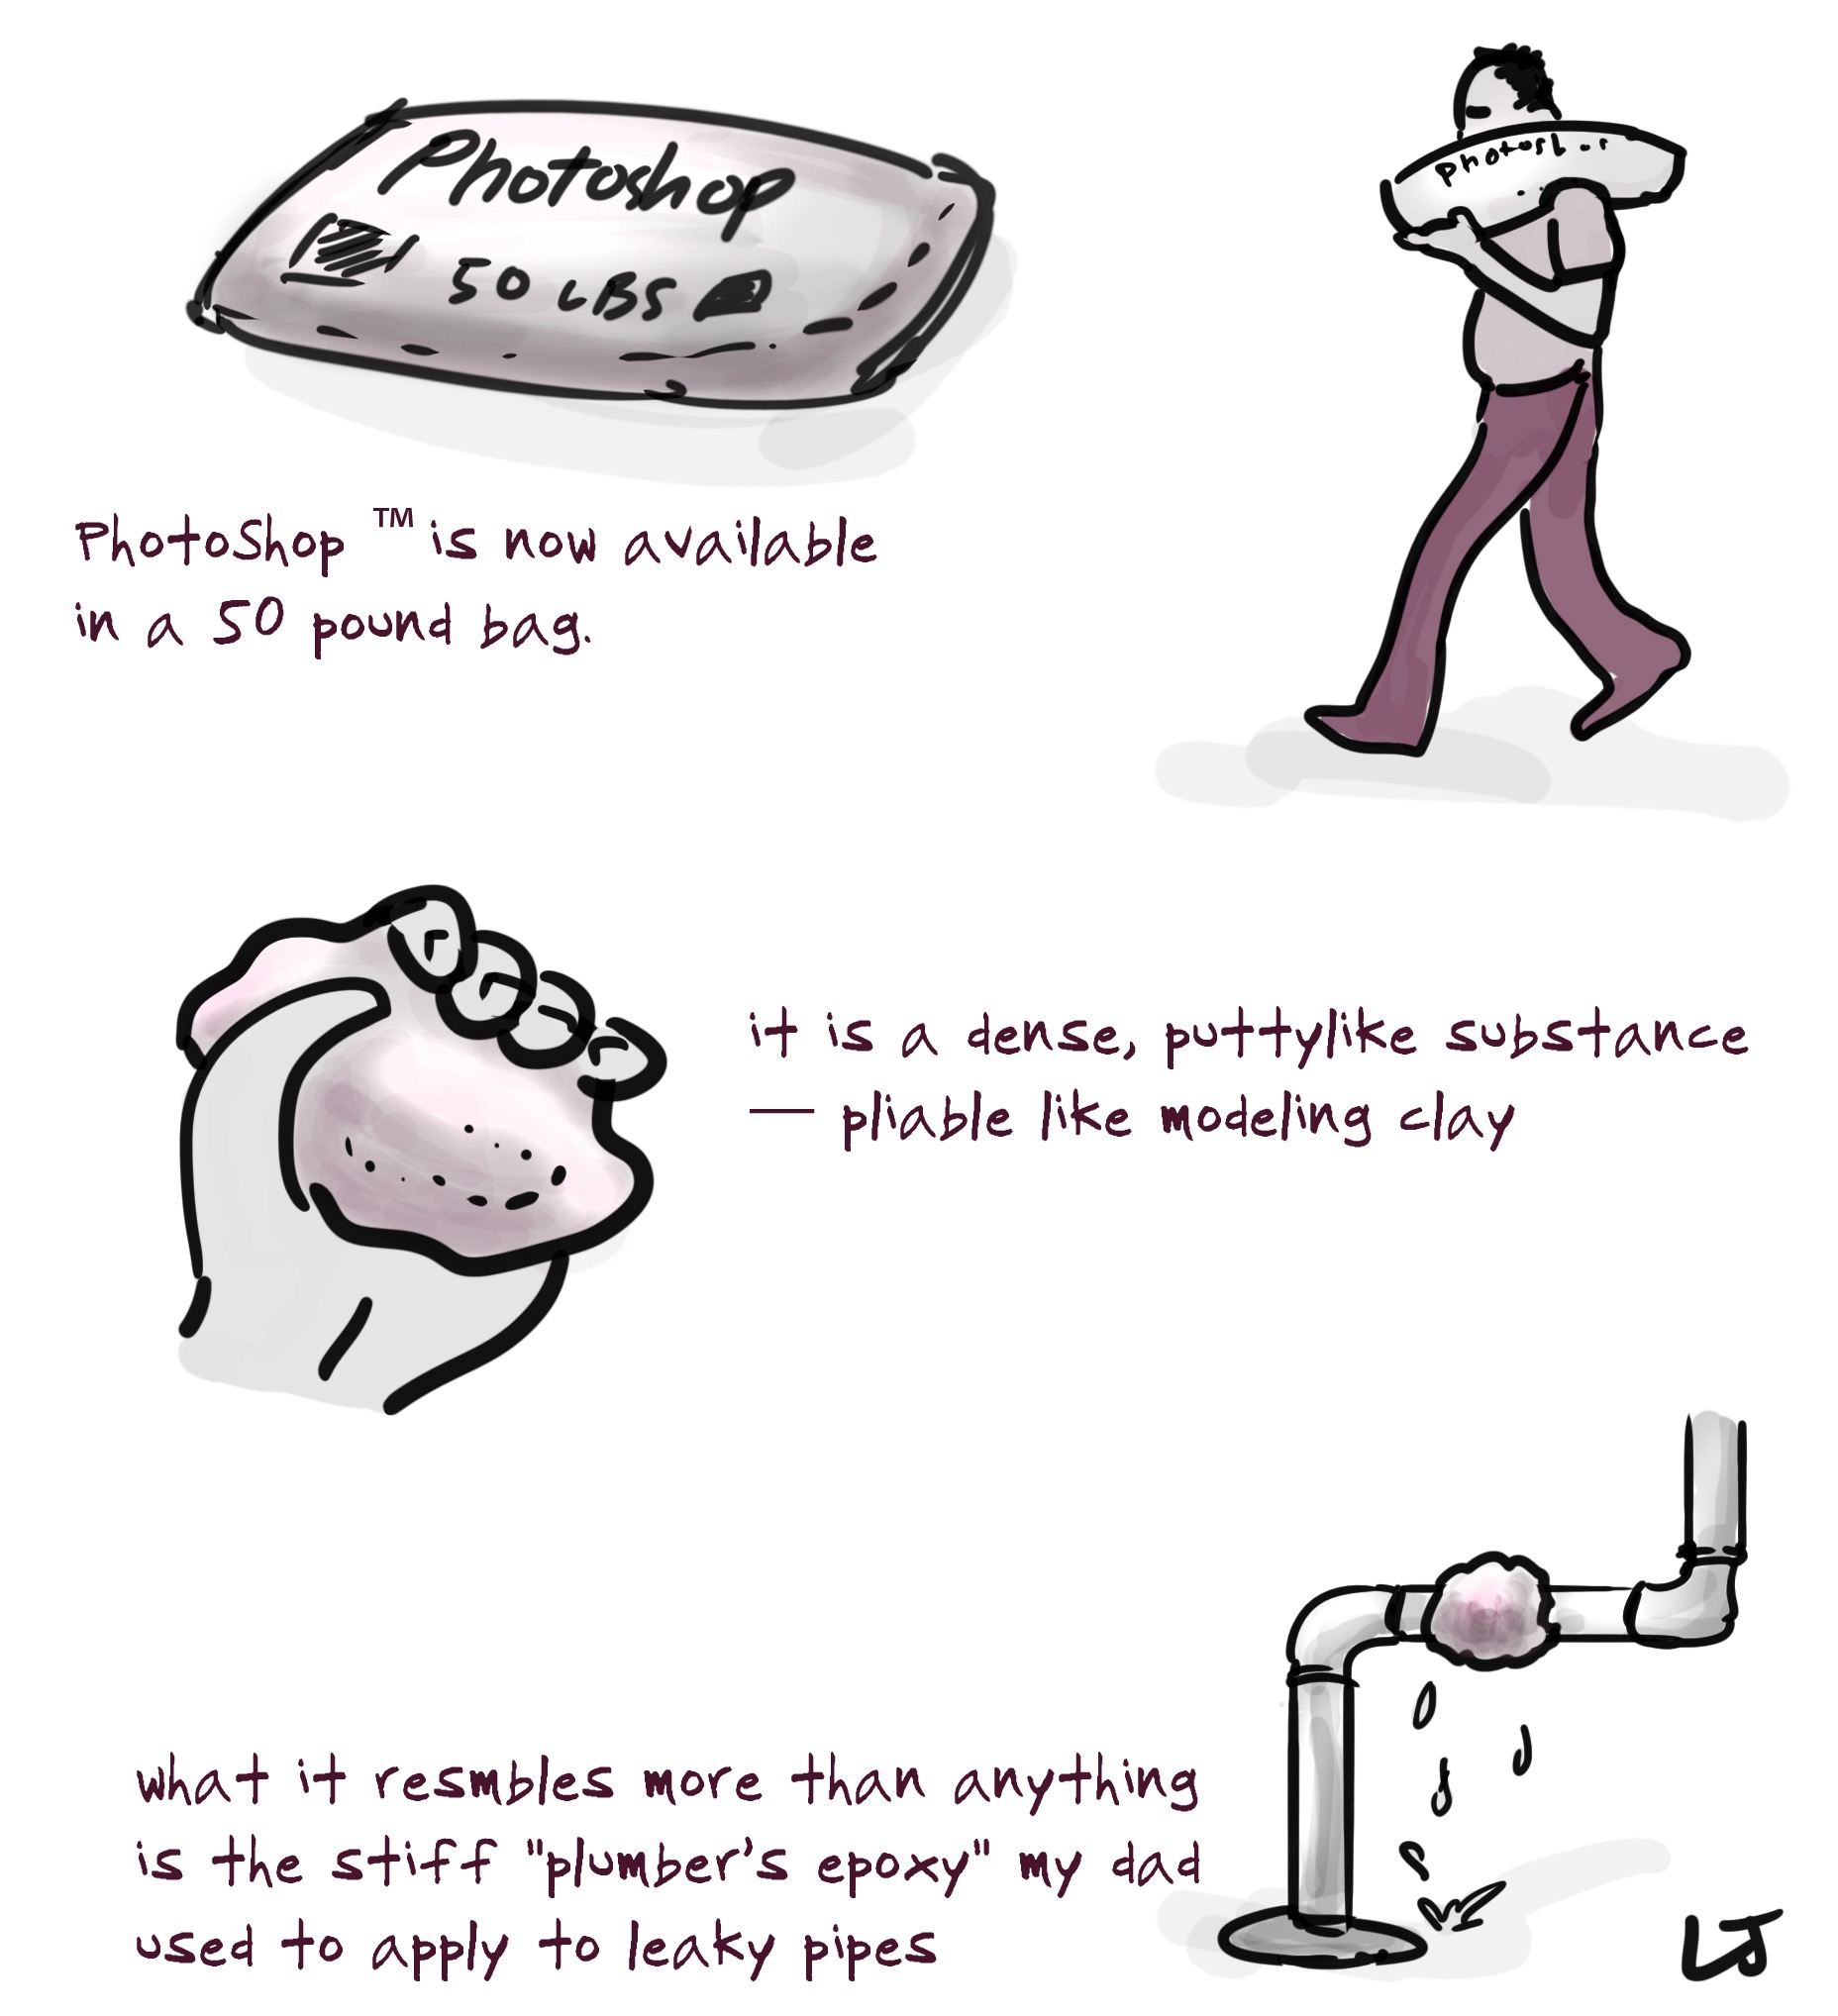 Photoshop
50 LBS
Photosh
PhotoShop ™ is now available
in a 50 pound bag.
it is a dense, puttylike substance
— pliable like modeling clay
what it resmbles more than anything
is the stiff "plumber's epoxy" my dad
used to apply to leaky pipes
LJ